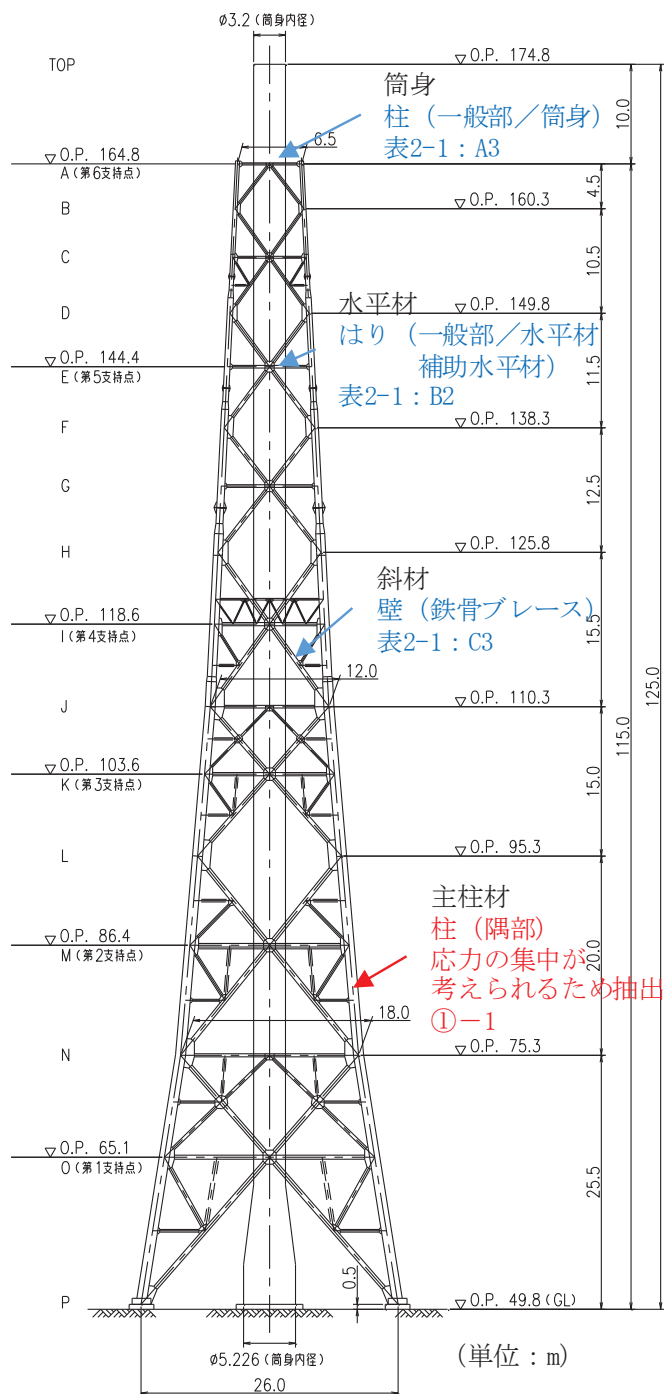 ø3.2(筒身内径)
TOP
▽O.P. 174.8
筒身
柱（一般部／筒身）
表2-1：A3
10.0
6.5
▽O.P. 164.8
A(第6支持点)
4.5
B
▽O.P. 160.3
C
10.5
D
▽O.P. 149.8
水平材
はり（一般部／水平材
補助水平材）
表2-1：B2
11.5
▽O.P. 144.4
E(第5支持点)
F
▽O.P. 138.3
G
12.5
H
▽O.P. 125.8
斜材
壁（鉄骨ブレース）
表2-1：C3
15.5
▽O.P. 118.6
I(第4支持点)
12.0
J
▽O.P. 110.3
115.0
125.0
▽O.P. 103.6
K(第3支持点)
15.0
L
▽O.P. 95.3
主柱材
柱（隅部）
応力の集中が
考えられるため抽出
①－1
20.0
▽O.P. 86.4
M(第2支持点)
18.0
N
▽O.P. 75.3
▽O.P. 65.1
O(第1支持点)
25.5
0.5
P
▽O.P. 49.8(GL)
ø5.226(筒身内径)
(単位：m)
26.0